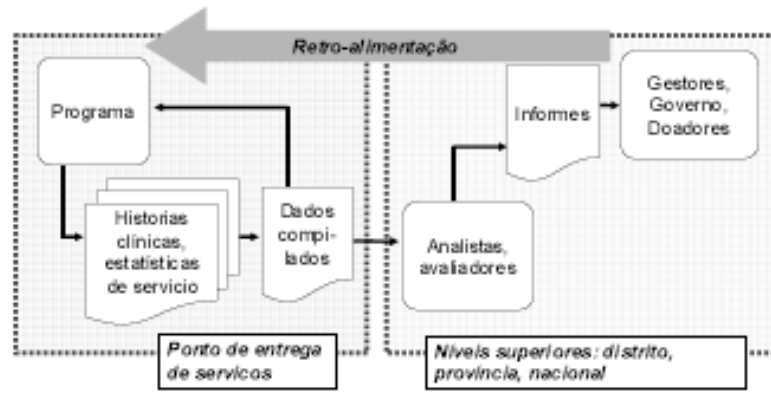 Retro-alimentação
Programa
Historias
clínicas,
estatísticas
de servicio
Dados
compi-
lados
Ponto de entrega
de servicos
Informes
Gestores,
Governo,
Doadores
Analistas,
avaliadores
Níveis superiores: distrito,
província, nacional